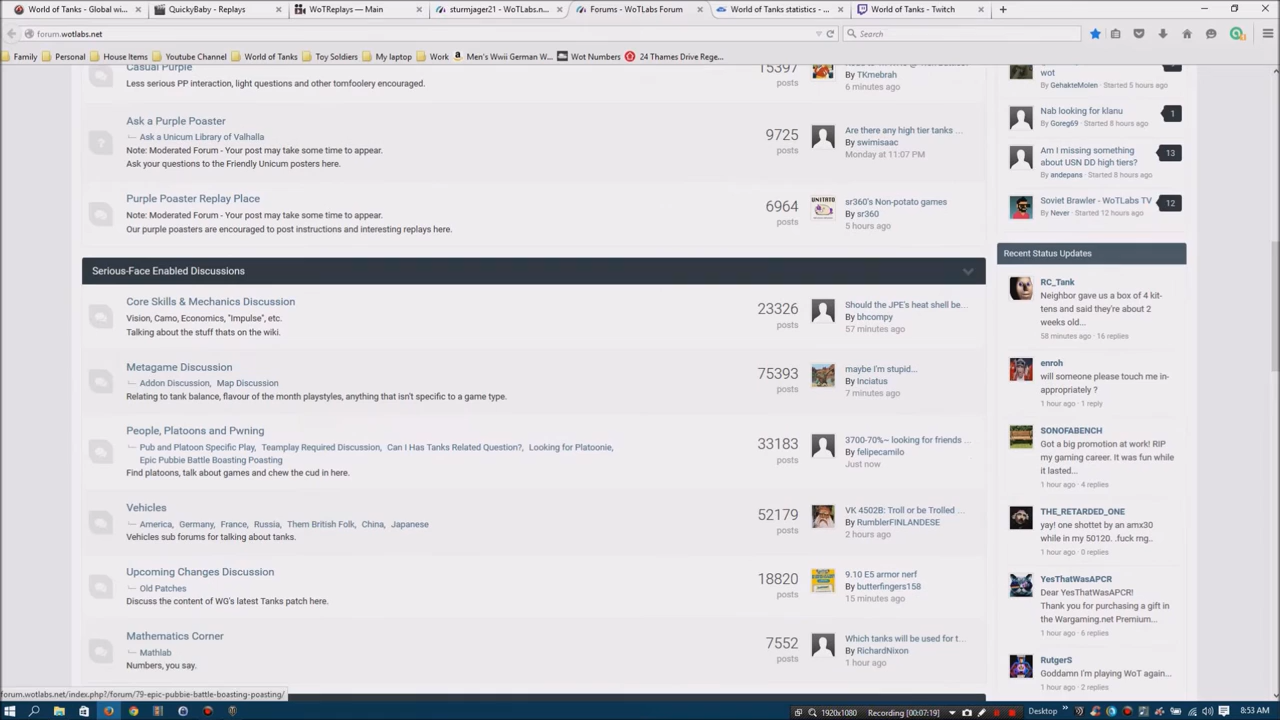 World of Tanks - Global wi...
QuickyBaby - Replays
WoTReplays — Main
sturmjager21 - WoTLabs.n...
Forums - WoTLabs Forum
World of Tanks statistics - ...
World of Tanks - Twitch
forum.wotlabs.net
Search
Family
Personal
House Items
Youtube Channel
World of Tanks
Toy Soldiers
My laptop
Work
Men's Wwii German W...
Wot Numbers
24 Thames Drive Rege...
Casual Purple
Less serious PP interaction, light questions and other tomfoolery encouraged.
15397
posts
By TKmebrah
6 minutes ago
Ask a Purple Poaster
Ask a Unicum Library of Valhalla
Note: Moderated Forum - Your post may take some time to appear.
Ask your questions to the Friendly Unicum posters here.
9725
posts
Are there any high tier tanks ...
By swimisaac
Monday at 11:07 PM
Purple Poaster Replay Place
Note: Moderated Forum - Your post may take some time to appear.
Our purple poasters are encouraged to post instructions and interesting replays here.
6964
posts
sr360's Non-potato games
By sr360
5 hours ago
Serious-Face Enabled Discussions
Core Skills & Mechanics Discussion
Vision, Camo, Economics, "Impulse", etc.
Talking about the stuff thats on the wiki.
23326
posts
Should the JPE's heat shell be...
By bhcompy
57 minutes ago
Metagame Discussion
Addon Discussion, Map Discussion
Relating to tank balance, flavour of the month playstyles, anything that isn't specific to a game type.
75393
posts
maybe I'm stupid...
By Inciatus
7 minutes ago
People, Platoons and Pwning
Pub and Platoon Specific Play, Teamplay Required Discussion, Can I Has Tanks Related Question?, Looking for Platoonie,
Epic Pubbie Battle Boasting Poasting
Find platoons, talk about games and chew the cud in here.
33183
posts
3700-70%~ looking for friends ...
By felipecamilo
Just now
Vehicles
America, Germany, France, Russia, Them British Folk, China, Japanese
Vehicles sub forums for talking about tanks.
52179
posts
VK 4502B: Troll or be Trolled ...
By RumblerFINLANDESE
2 hours ago
Upcoming Changes Discussion
Old Patches
Discuss the content of WG's latest Tanks patch here.
18820
posts
9.10 E5 armor nerf
By butterfingers158
15 minutes ago
Mathematics Corner
Mathlab
Numbers, you say.
7552
posts
Which tanks will be used for t...
By RichardNixon
1 hour ago
wot
By GehakteMolen · Started 5 hours ago
Nab looking for klanu
By Goreg69 · Started 8 hours ago
1
Am I missing something
about USN DD high tiers?
By andepans · Started 8 hours ago
13
Soviet Brawler - WoTLabs TV
By Never · Started 12 hours ago
12
Recent Status Updates
RC_Tank
Neighbor gave us a box of 4 kit-
tens and said they're about 2
weeks old...
58 minutes ago · 16 replies
enroh
will someone please touch me in-
appropriately ?
1 hour ago · 1 reply
SONOFABENCH
Got a big promotion at work! RIP
my gaming career. It was fun while
it lasted...
1 hour ago · 4 replies
THE_RETARDED_ONE
yay! one shottet by an amx30
while in my 50120. .fuck rng..
1 hour ago · 0 replies
YesThatWasAPCR
Dear YesThatWasAPCR!
Thank you for purchasing a gift in
the Wargaming.net Premium...
1 hour ago · 6 replies
RutgerS
Goddamn I'm playing WoT again...
1 hour ago · 2 replies
forum.wotlabs.net/index.php?/forum/79-epic-pubbie-battle-boasting-poasting/
1920x1080
Recording [00:07:19]
Desktop
8:53 AM